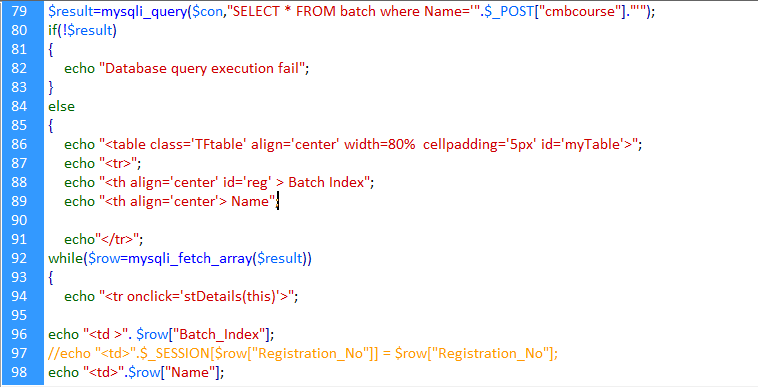 79 $result=mysqli_query($con,"SELECT * FROM batch where Name='".$_POST["cmbcourse"]."'");
80 if(!$result)
81 {
82 echo "Database query execution fail";
83 }
84 else
85 {
86 echo "<table class='TFtable' align='center' width=80%  cellpadding='5px' id='myTable'>";
87 echo "<tr>";
88 echo "<th align='center' id='reg' > Batch Index";
89 echo "<th align='center'> Name";
90
91 echo"</tr>";
92 while($row=mysqli_fetch_array($result))
93 {
94 echo "<tr onclick='stDetails(this)'>";
95
96 echo "<td >". $row["Batch_Index"];
97 //echo "<td>".$_SESSION[$row["Registration_No"]] = $row["Registration_No"];
98 echo "<td>".$row["Name"];